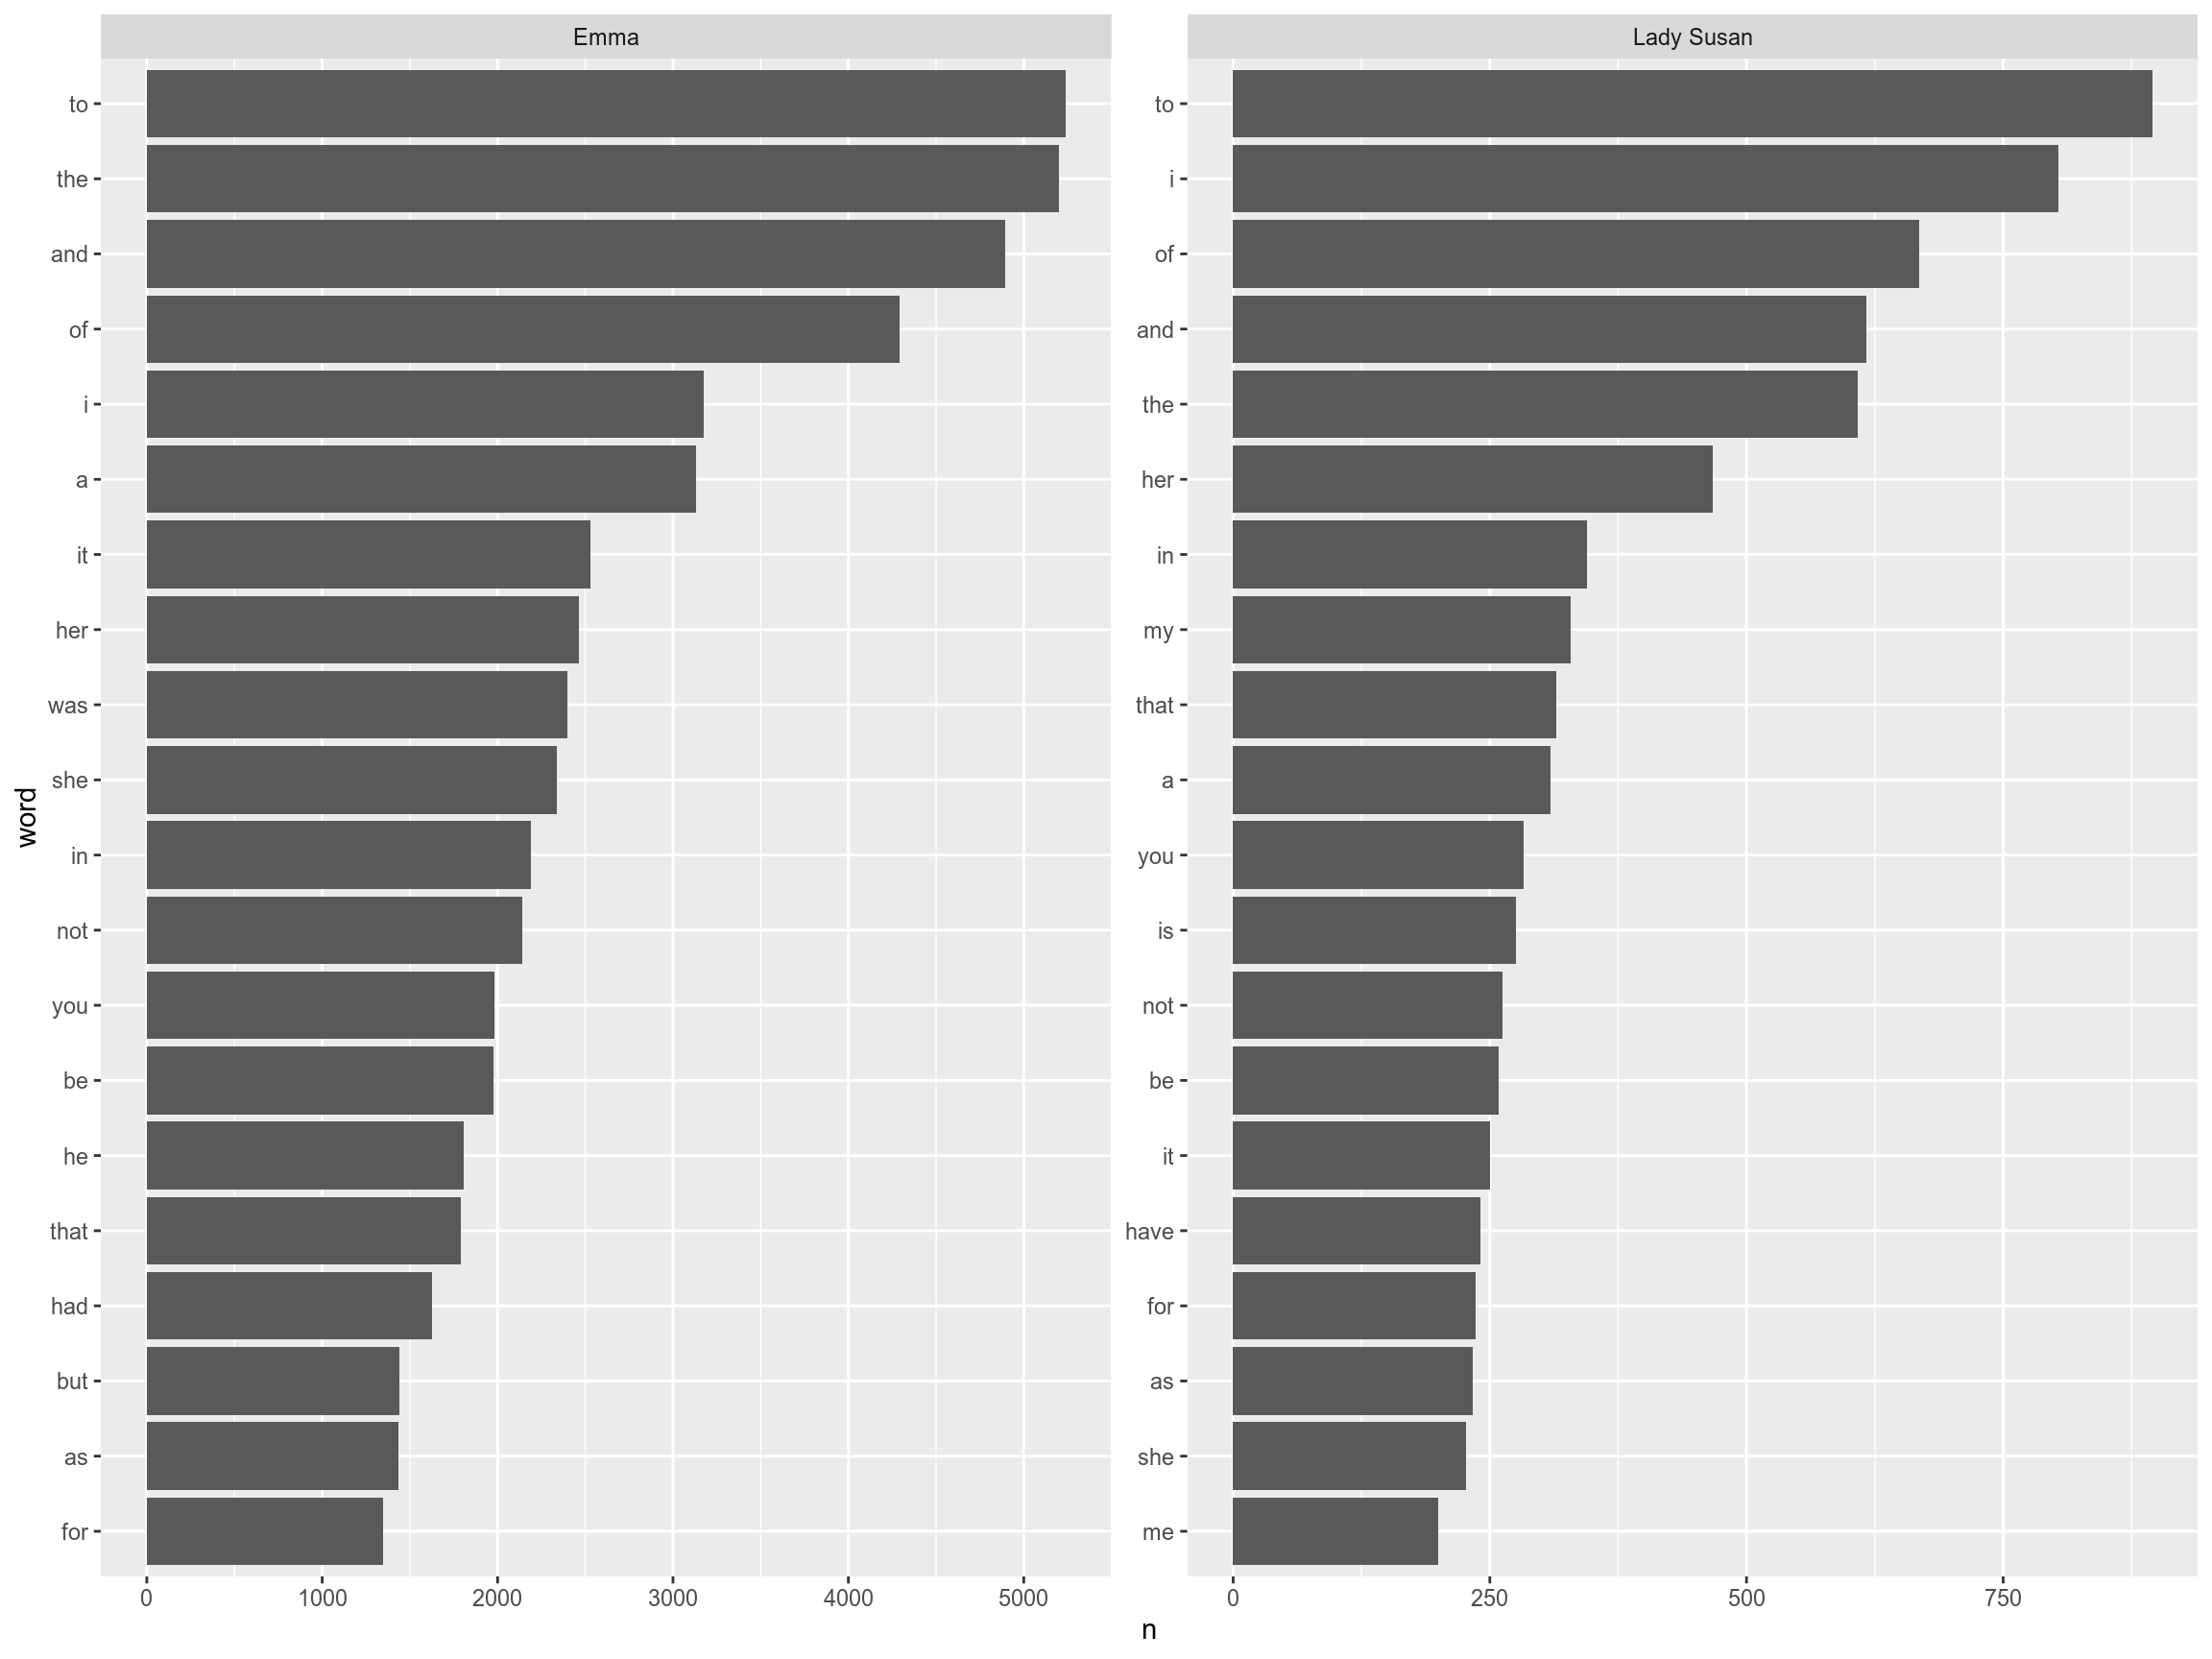 Emma
to
the
and
of
i
a
it
her
was
she
in
not
you
be
he
that
had
but
as
for
0 1000 2000 3000 4000 5000
Lady Susan
to
i
of
and
the
her
in
my
that
a
you
is
not
be
it
have
for
as
she
me
0 250 500 750
word
n